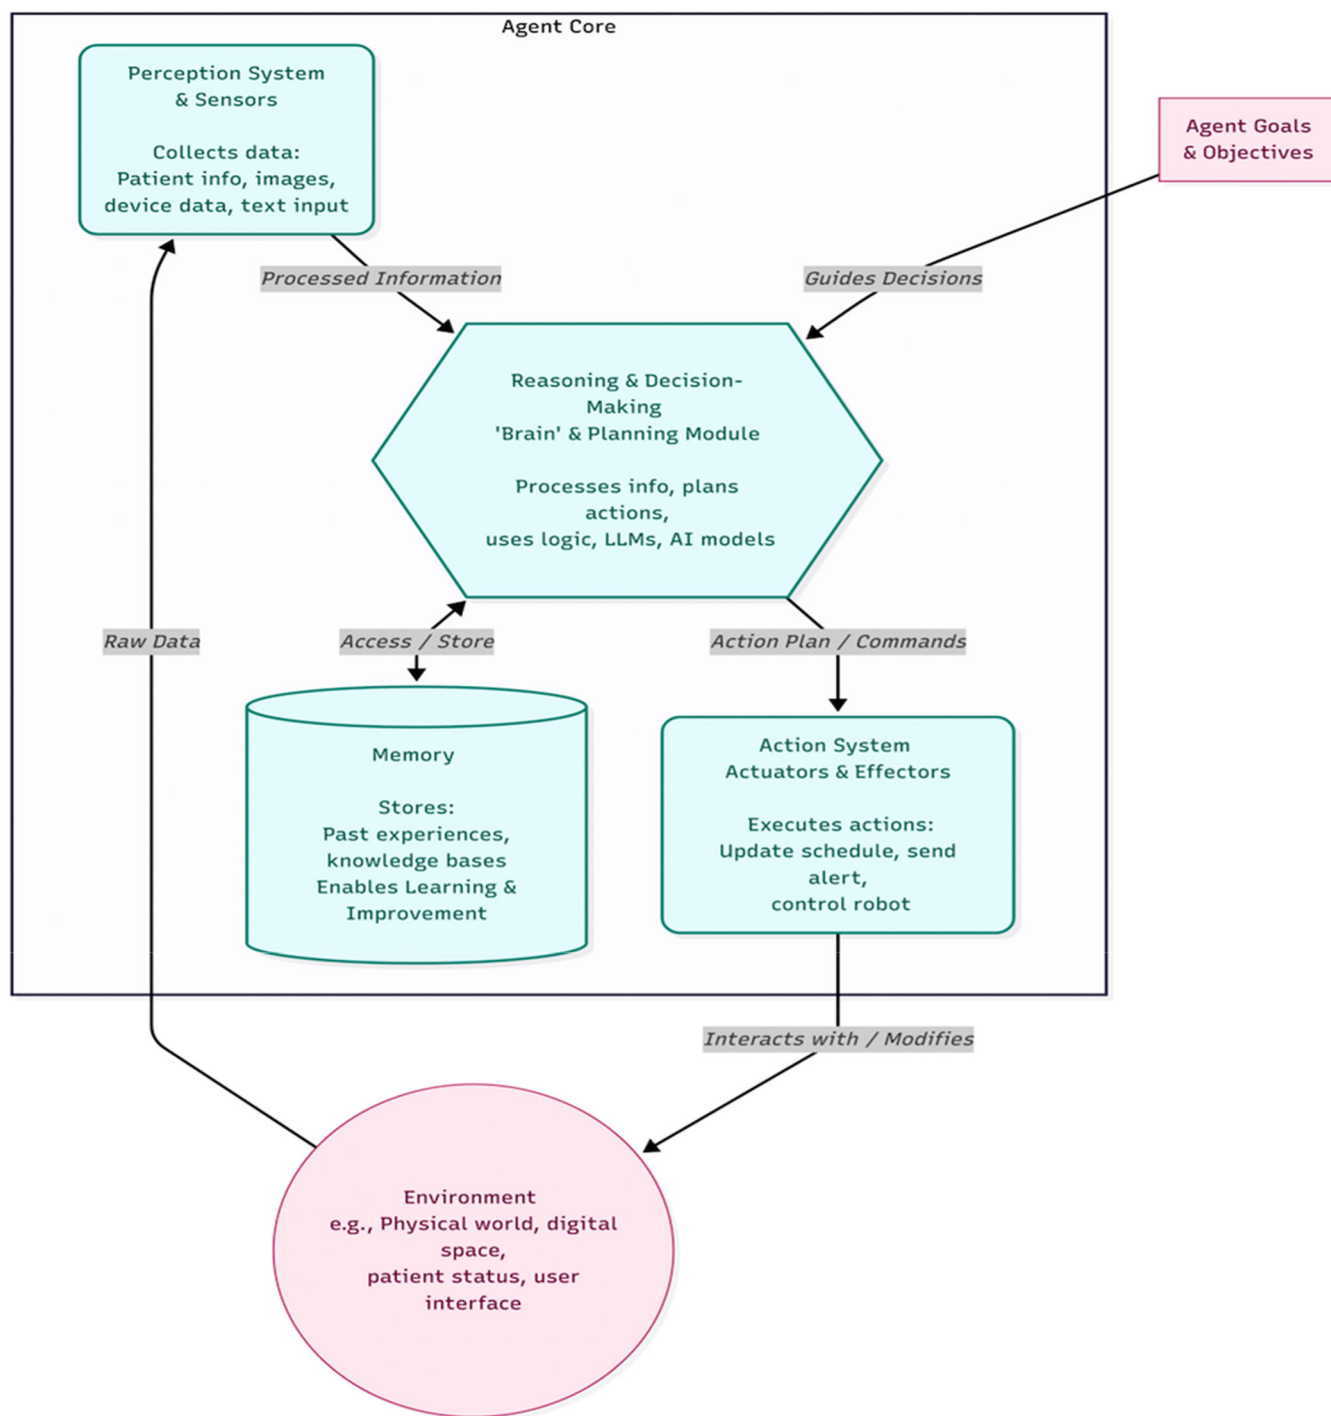 Agent Core
Perception System
& Sensors
Collects data:
Patient info, images,
device data, text input
Agent Goals
& Objectives
Processed Information
Guides Decisions
Reasoning & Decision-
Making
'Brain' & Planning Module
Processes info, plans
actions,
uses logic, LLMs, AI models
Raw Data
Access / Store
Action Plan / Commands
Memory
Stores:
Past experiences,
knowledge bases
Enables Learning &
Improvement
Action System
Actuators & Effectors
Executes actions:
Update schedule, send
alert,
control robot
Interacts with / Modifies
Environment
e.g., Physical world, digital
space,
patient status, user
interface